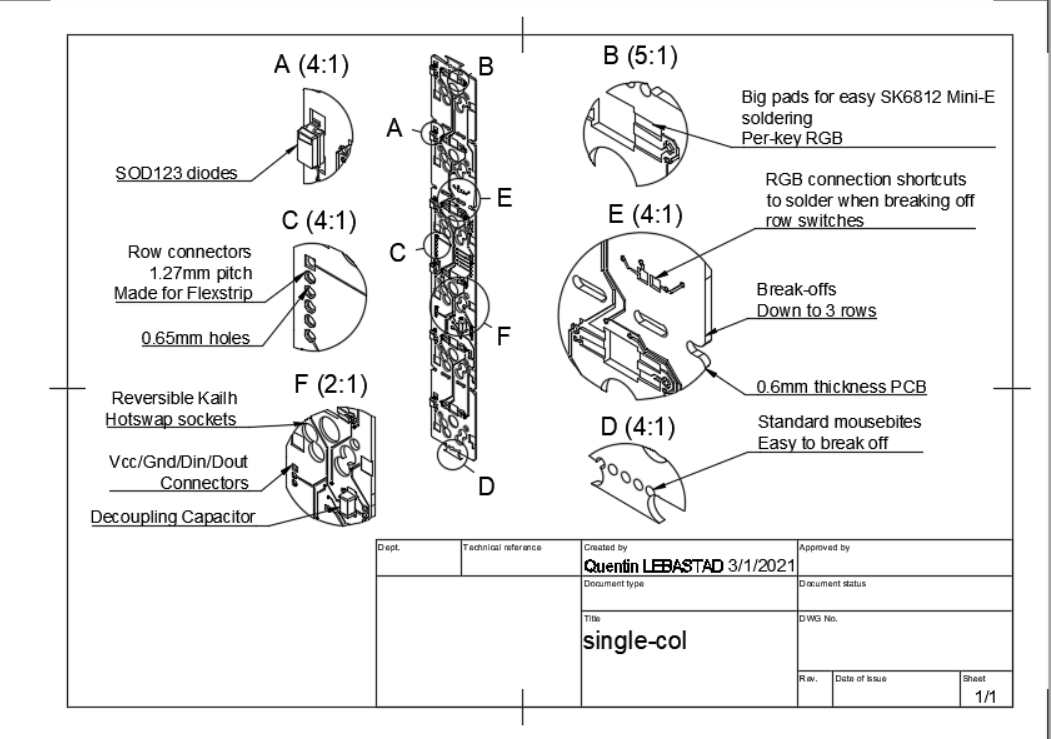 A (4:1)
SOD123 diodes
C (4:1)
Row connectors
1.27mm pitch
Made for Flexstrip
0.65mm holes
F (2:1)
Reversible Kailh
Hotswap sockets
Vcc/Gnd/Din/Dout
Connectors
Decoupling Capacitor
B
A
E
C
F
D
B (5:1)
Big pads for easy SK6812 Mini-E
soldering
Per-key RGB
RGB connection shortcuts
to solder when breaking off
row switches
E (4:1)
Break-offs
Down to 3 rows
0.6mm thickness PCB
D (4:1)
Standard mousebites
Easy to break off
Dept.
Technical reference
Created by
Quentin LEBASTAD 3/1/2021
Approved by
Document type
Document status
Title
single-col
DWG No.
Rev.
Date of issue
Sheet
1/1